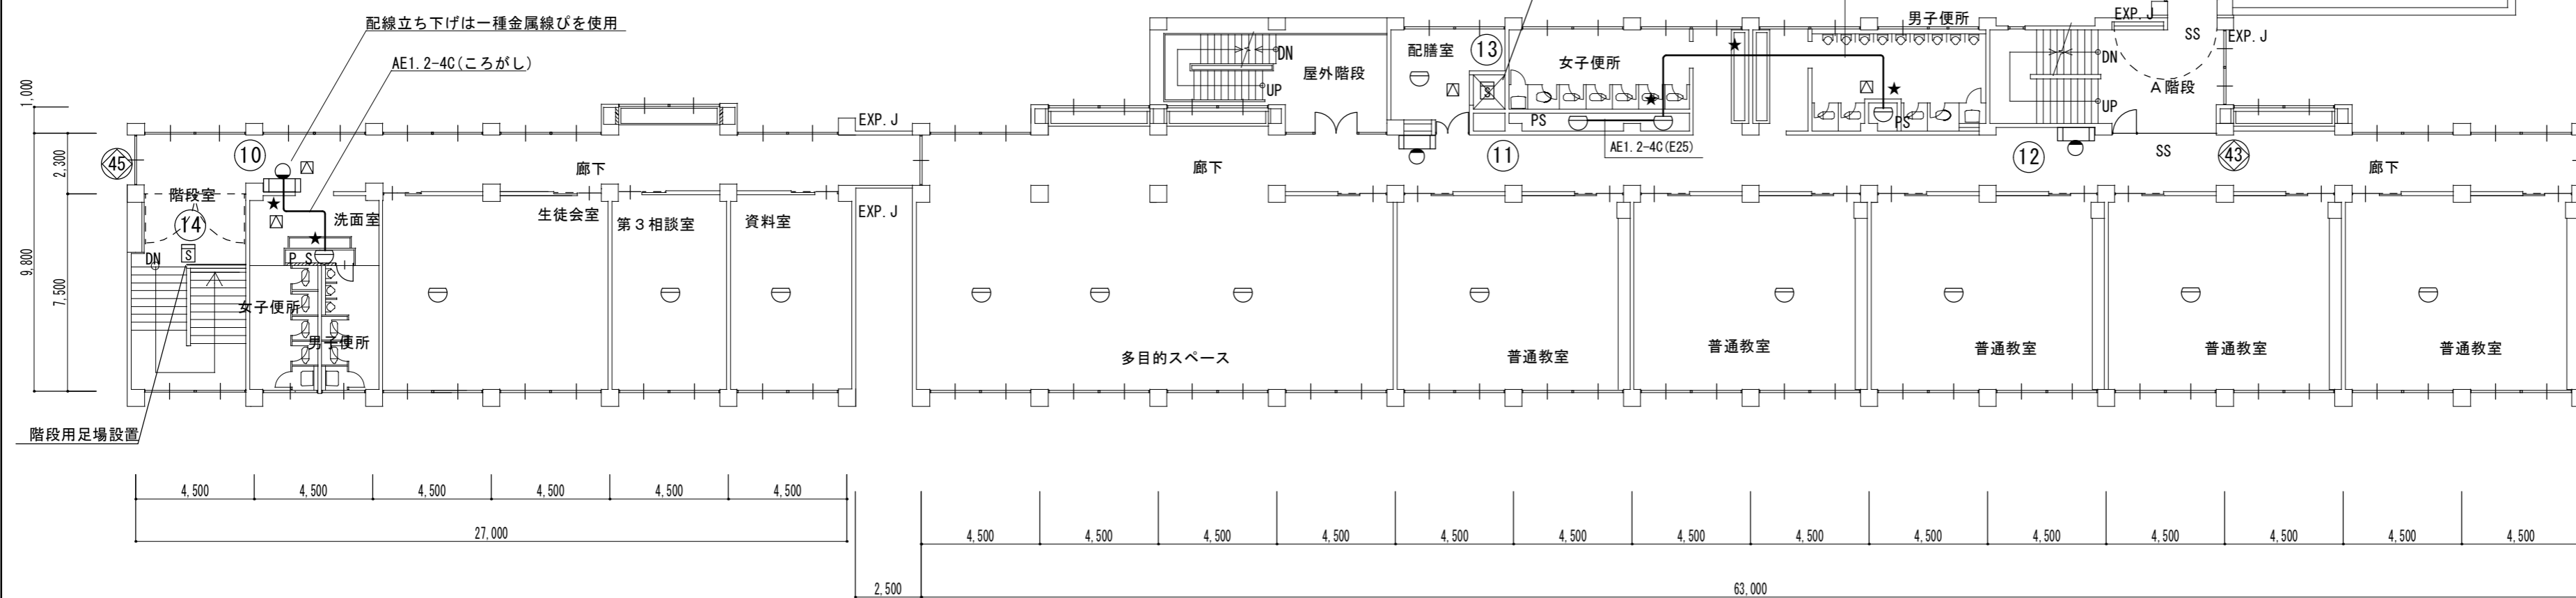 配線立ち下げは一種金属線ぴを使用
AE1.2-4C(ころがし)
男子便所
EXP.J
SS
EXP.J
配膳室
13
女子便所
DN
屋外階段
UP
S
DN
A階段
UP
1,000
2,300
9,800
7,500
EXP.J
PS
PS
AE1.2-4C(E25)
45
10
廊下
廊下
11
12
SS
43
廊下
階段室
14
洗面室
生徒会室
第3相談室
資料室
EXP.J
S
DN
P.S
女子便所
男子便所
多目的スペース
普通教室
普通教室
普通教室
普通教室
普通教室
階段用足場設置
4,500
4,500
4,500
4,500
4,500
4,500
27,000
4,500
4,500
4,500
4,500
4,500
4,500
4,500
4,500
4,500
4,500
4,500
4,500
4,500
4,500
2,500
63,000